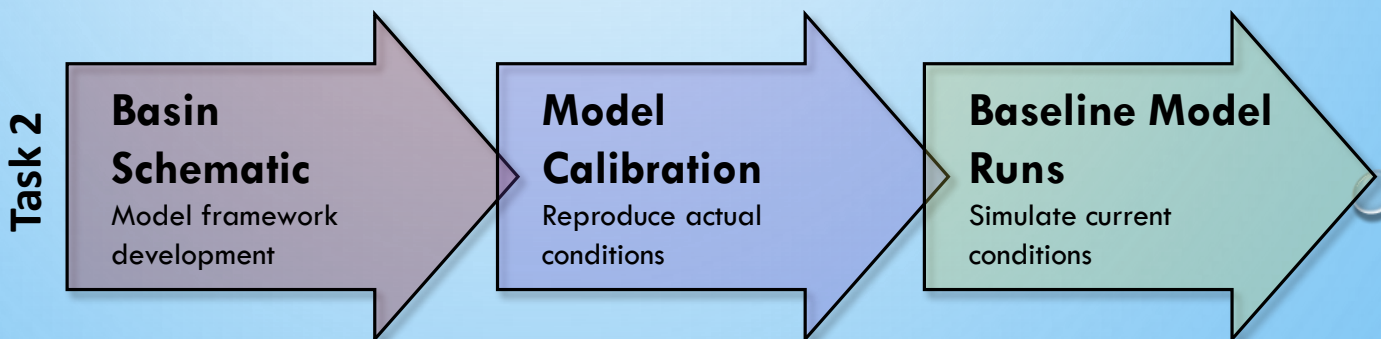 Task 2
Basin
Schematic
Model framework
development
Model
Calibration
Reproduce actual
conditions
Baseline Model
Runs
Simulate current
conditions